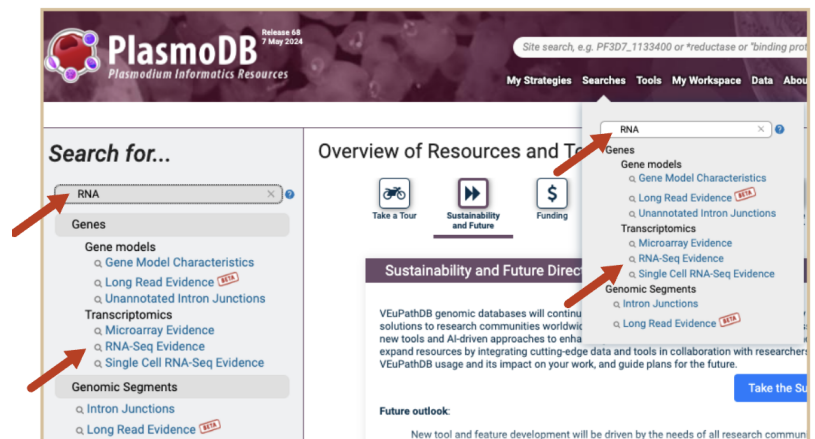 PlasmoDB
Release 68
7 May 2024
Plasmodium Informatics Resources
Site search, e.g. PF3D7_1133400 or *reductase or "binding prot
My Strategies Searches Tools My Workspace Data Abou
Search for...
RNA
Genes
Gene models
Gene Model Characteristics
Long Read Evidence BETA
Unannotated Intron Junctions
Transcriptomics
Microarray Evidence
RNA-Seq Evidence
Single Cell RNA-Seq Evidence
Genomic Segments
Intron Junctions
Long Read Evidence BETA
Overview of Resources and To
Take a Tour
Sustainability
and Future
Funding
Sustainability and Future Direc
VEuPathDB genomic databases will continu
solutions to research communities worldwid
new tools and AI-driven approaches to enha
expand resources by integrating cutting-edge data and tools in collaboration with researchers
VEuPathDB usage and its impact on your work, and guide plans for the future.
Take the Su
Future outlook:
New tool and feature development will be driven by the needs of all research commun
RNA
Genes
Gene models
Gene Model Characteristics
Long Read Evidence BETA
Unannotated Intron Junctions
Transcriptomics
Microarray Evidence
RNA-Seq Evidence
Single Cell RNA-Seq Evidence
Genomic Segments
Intron Junctions
Long Read Evidence BETA